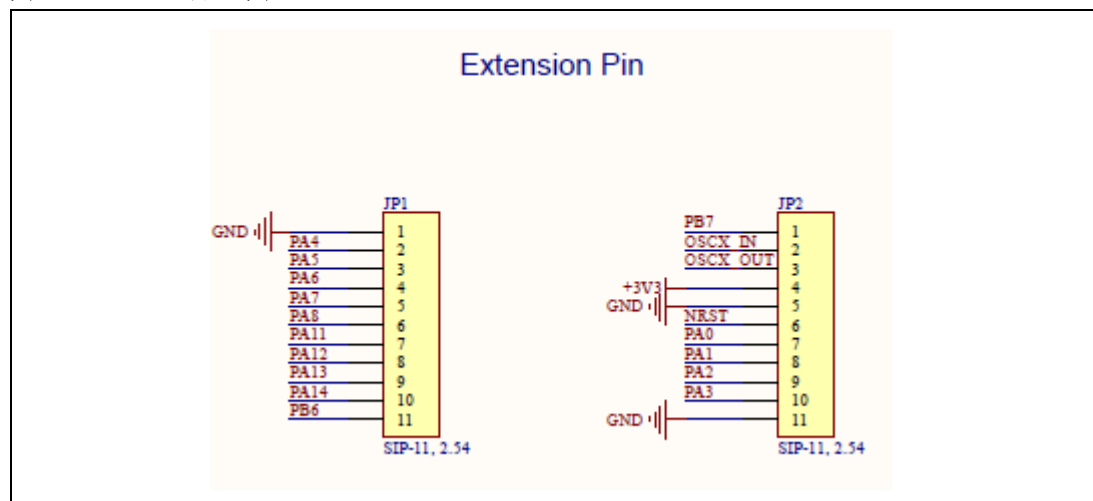 Extension Pin
JP1
GND
1
PA4
2
PA5
3
PA6
4
PA7
5
PA8
6
PA11
7
PA12
8
PA13
9
PA14
10
PB6
11
SIP-11, 2.54
JP2
PB7
1
OSCX_IN
2
OSCX_OUT
3
+3V3
4
GND
5
NRST
6
PA0
7
PA1
8
PA2
9
PA3
10
GND
11
SIP-11, 2.54